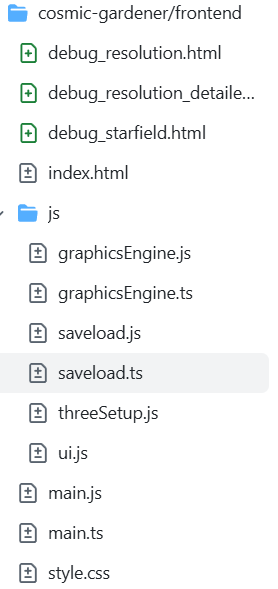 cosmic-gardener/frontend
debug_resolution.html
debug_resolution_detaile...
debug_starfield.html
index.html
js
graphicsEngine.js
graphicsEngine.ts
saveload.js
saveload.ts
threeSetup.js
ui.js
main.js
main.ts
style.css